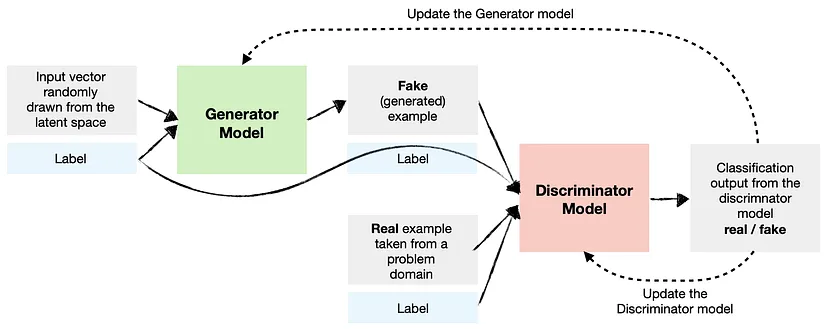 Update the Generator model
Input vector
randomly
drawn from the
latent space
Label
Generator
Model
Fake
(generated)
example
Label
Real example
taken from a
problem
domain
Label
Discriminator
Model
Classification
output from the
discrimnator
model
real / fake
Update the
Discriminator model